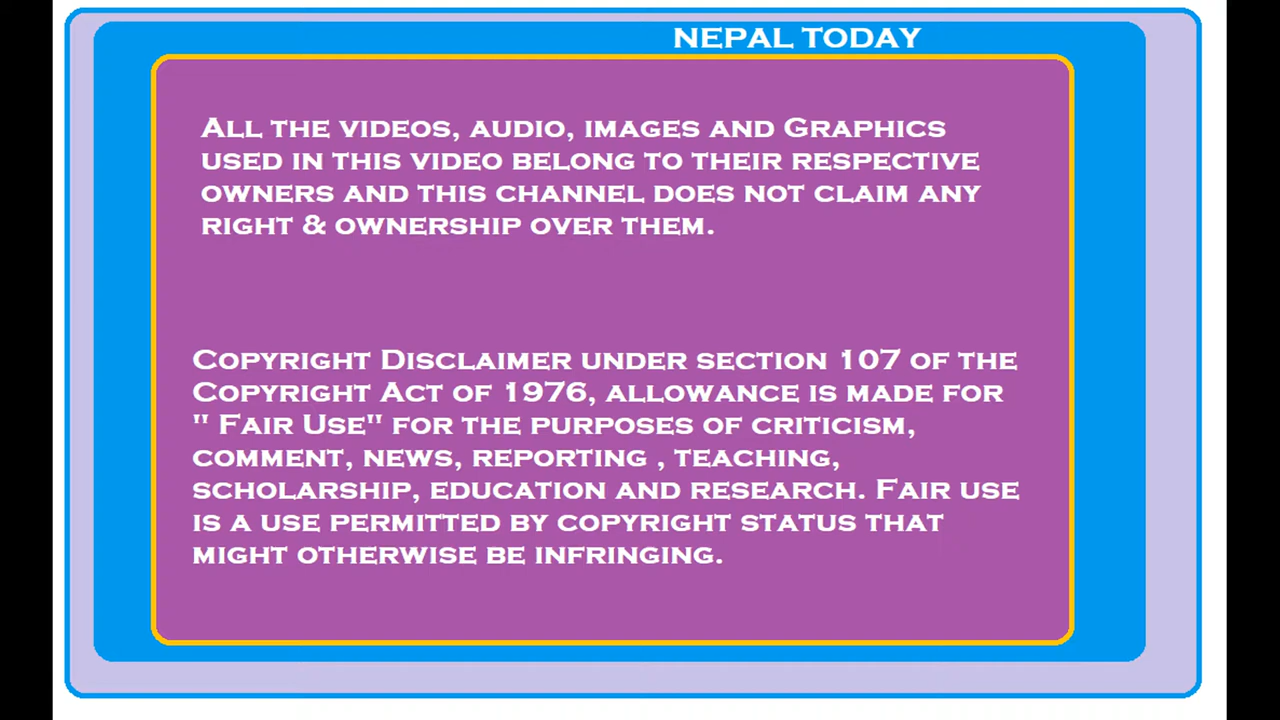 NEPAL TODAY
ALL THE VIDEOS, AUDIO, IMAGES AND GRAPHICS
USED IN THIS VIDEO BELONG TO THEIR RESPECTIVE
OWNERS AND THIS CHANNEL DOES NOT CLAIM ANY
RIGHT & OWNERSHIP OVER THEM.
COPYRIGHT DISCLAIMER UNDER SECTION 107 OF THE
COPYRIGHT ACT OF 1976, ALLOWANCE IS MADE FOR
" FAIR USE" FOR THE PURPOSES OF CRITICISM,
COMMENT, NEWS, REPORTING , TEACHING,
SCHOLARSHIP, EDUCATION AND RESEARCH. FAIR USE
IS A USE PERMITTED BY COPYRIGHT STATUS THAT
MIGHT OTHERWISE BE INFRINGING.